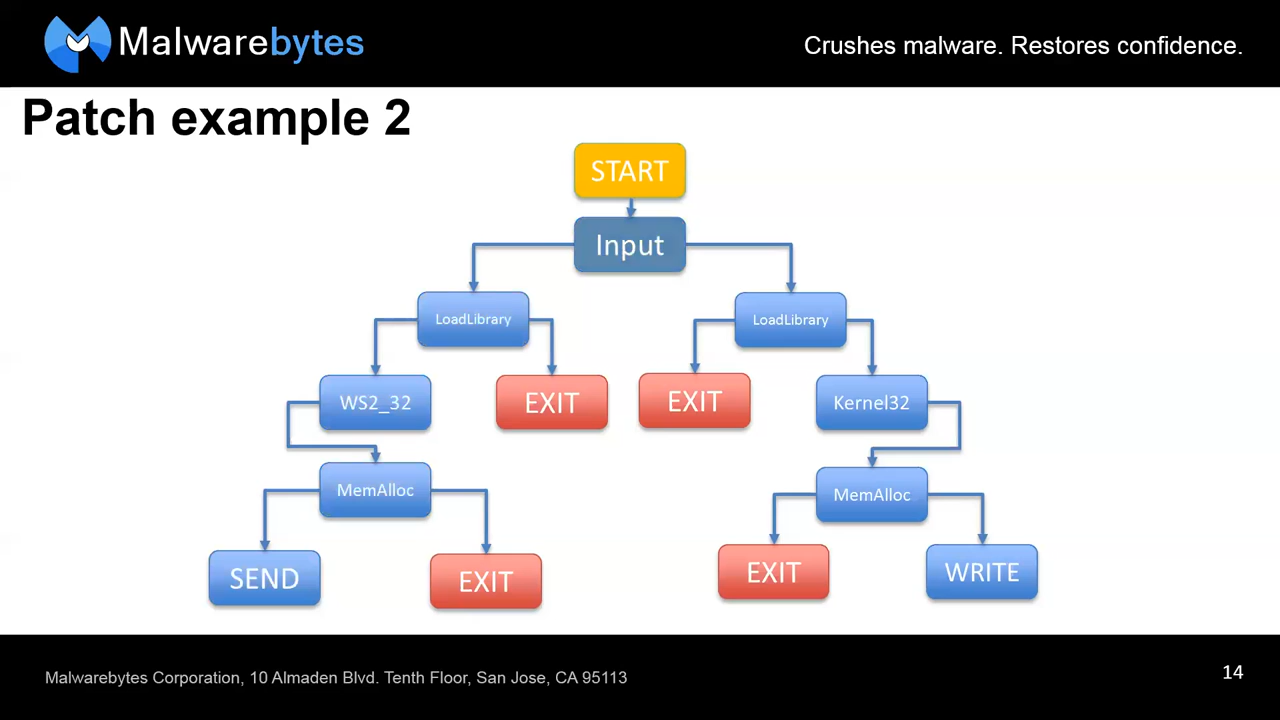 Malwarebytes
Crushes malware. Restores confidence.
Patch example 2
START
Input
LoadLibrary
LoadLibrary
WS2_32
EXIT
EXIT
Kernel32
MemAlloc
MemAlloc
SEND
EXIT
EXIT
WRITE
Malwarebytes Corporation, 10 Almaden Blvd. Tenth Floor, San Jose, CA 95113
14